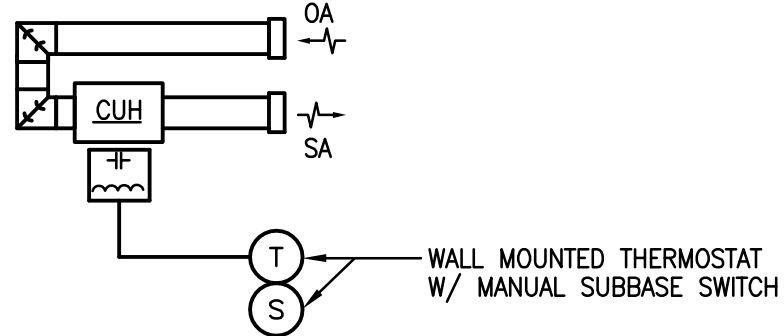 OA
CUH
SA
T
WALL MOUNTED THERMOSTAT
W/ MANUAL SUBBASE SWITCH
S